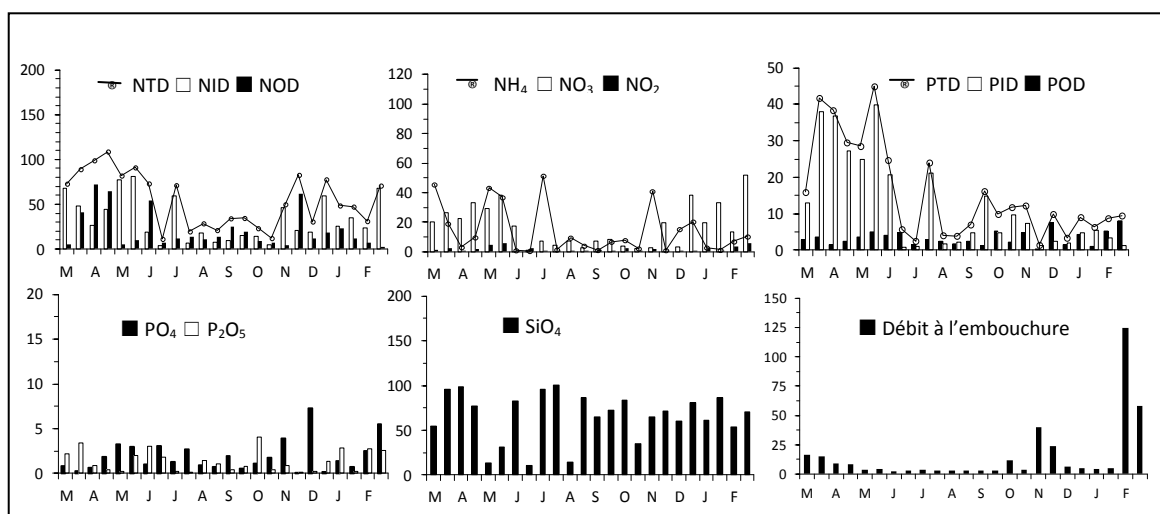 NTD NID NOD
200
150
100
50
0
M A M J J A S O N D J F
NH₄ NO₃ NO₂
120
100
80
60
40
20
0
M A M J J A S O N D J F
PTD PID POD
50
40
30
20
10
0
M A M J J A S O N D J F
PO₄ P₂O₅
20
15
10
5
0
M A M J J A S O N D J F
SiO₄
200
150
100
50
0
M A M J J A S O N D J F
Débit à l'embouchure
150
125
100
75
50
25
0
M A M J J A S O N D J F